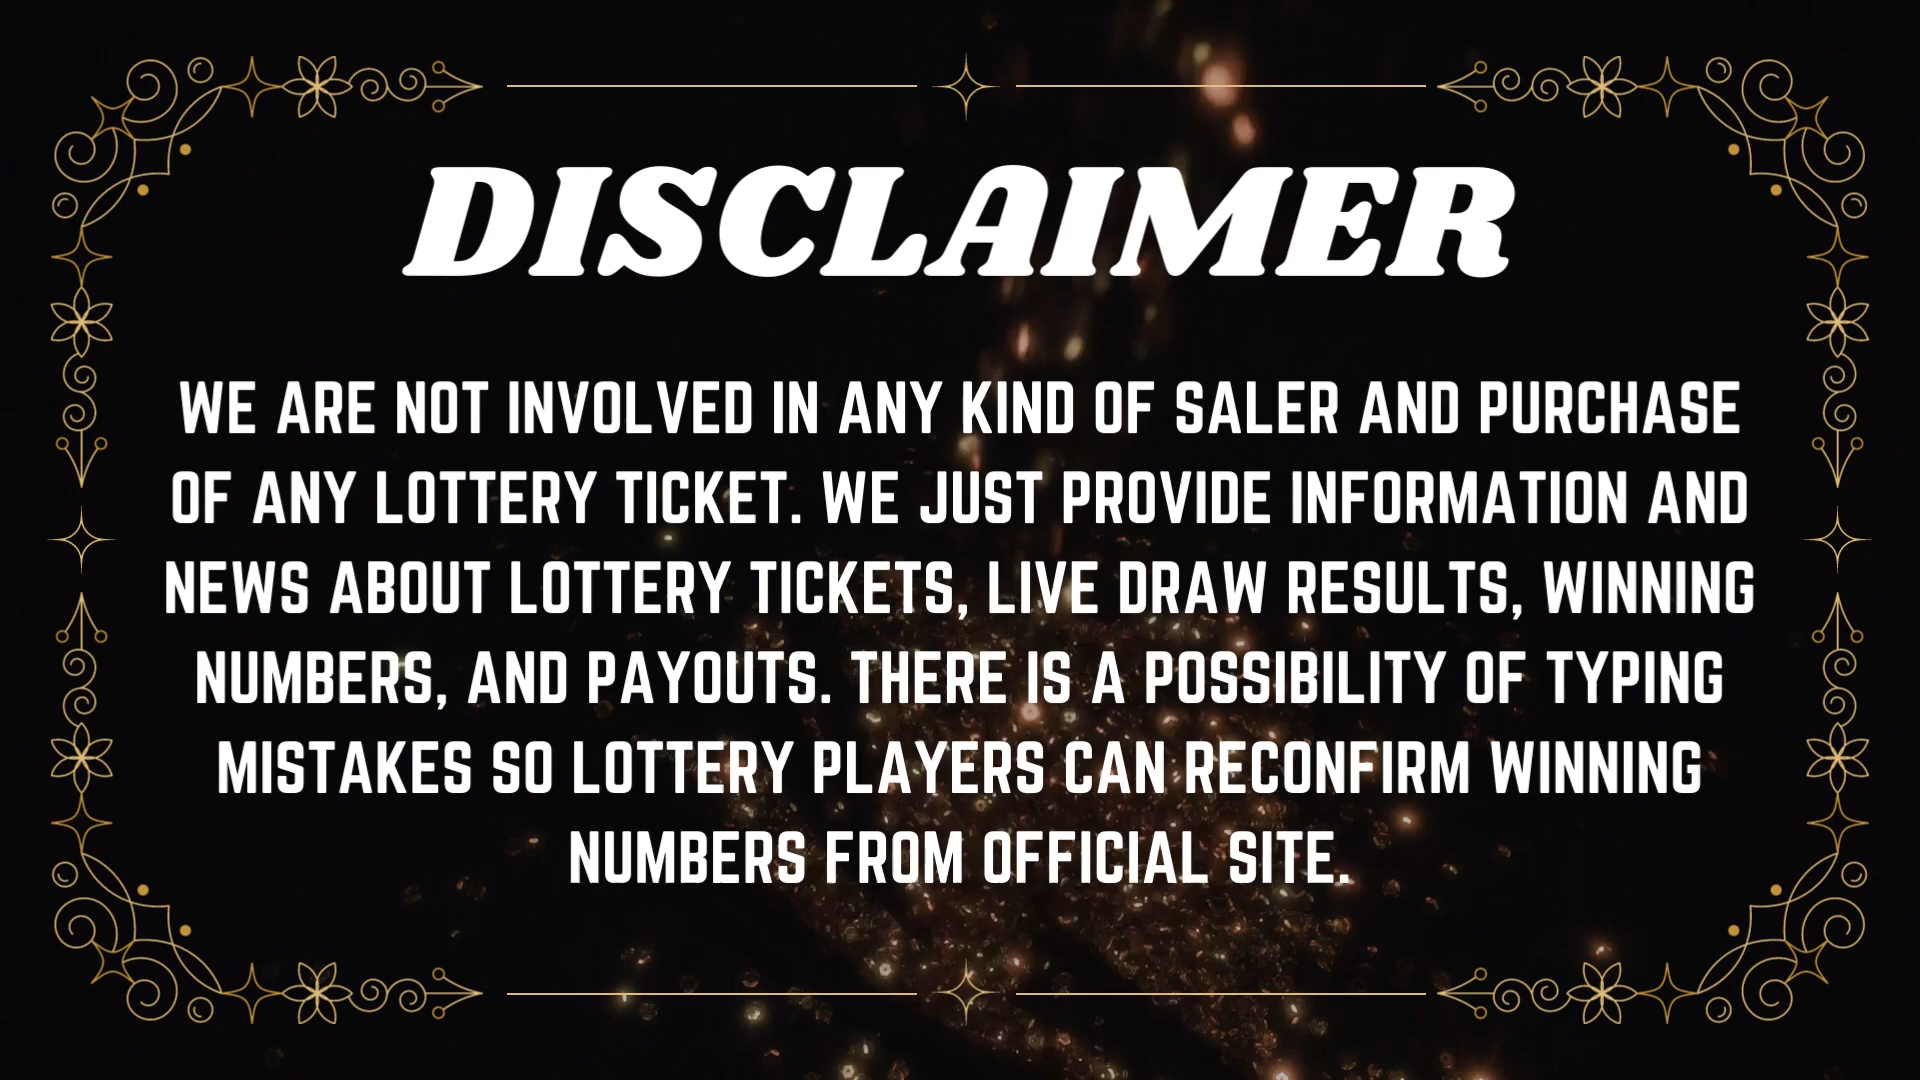 DISCLAIMER
WE ARE NOT INVOLVED IN ANY KIND OF SALER AND PURCHASE
OF ANY LOTTERY TICKET. WE JUST PROVIDE INFORMATION AND
NEWS ABOUT LOTTERY TICKETS, LIVE DRAW RESULTS, WINNING
NUMBERS, AND PAYOUTS. THERE IS A POSSIBILITY OF TYPING
MISTAKES SO LOTTERY PLAYERS CAN RECONFIRM WINNING
NUMBERS FROM OFFICIAL SITE.